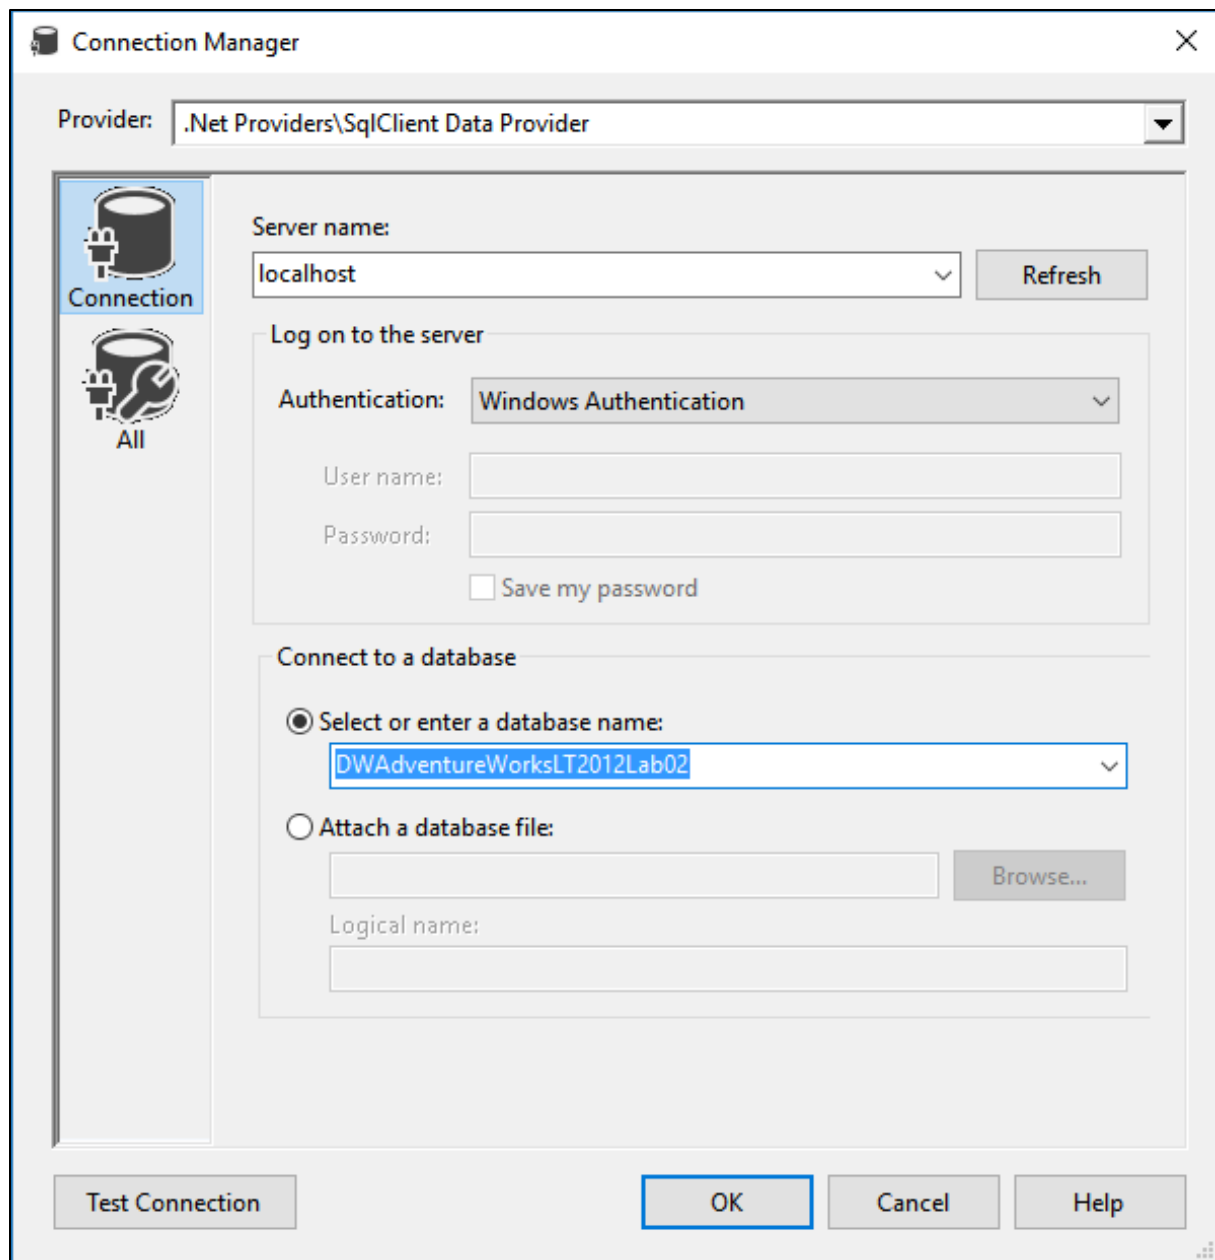 Connection Manager
Provider: .Net Providers\SqlClient Data Provider
Connection
All
Server name:
localhost
Refresh
Log on to the server
Authentication: Windows Authentication
User name:
Password:
Save my password
Connect to a database
Select or enter a database name:
DWAdventureWorksLT2012Lab02
Attach a database file:
Browse...
Logical name:
Test Connection OK Cancel Help